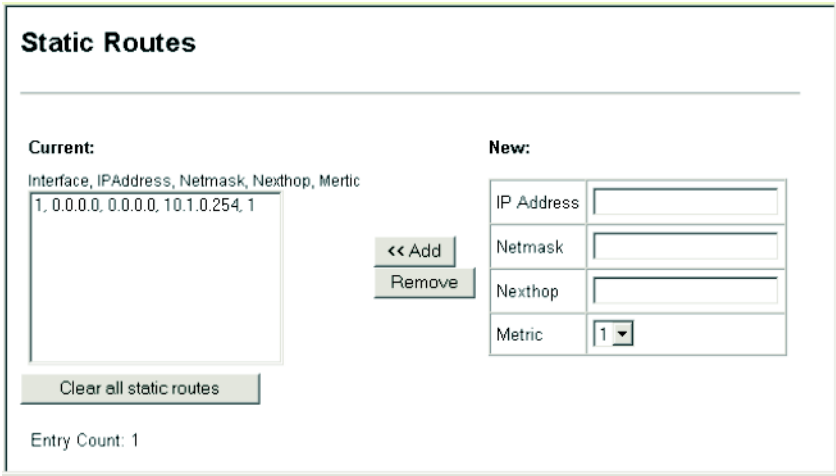 Static Routes
Current:
Interface, IPAddress, Netmask, Nexthop, Mertic
1, 0.0.0.0, 0.0.0.0, 10.1.0.254, 1
<< Add
Remove
Clear all static routes
Entry Count: 1
New:
IP Address
Netmask
Nexthop
Metric
1